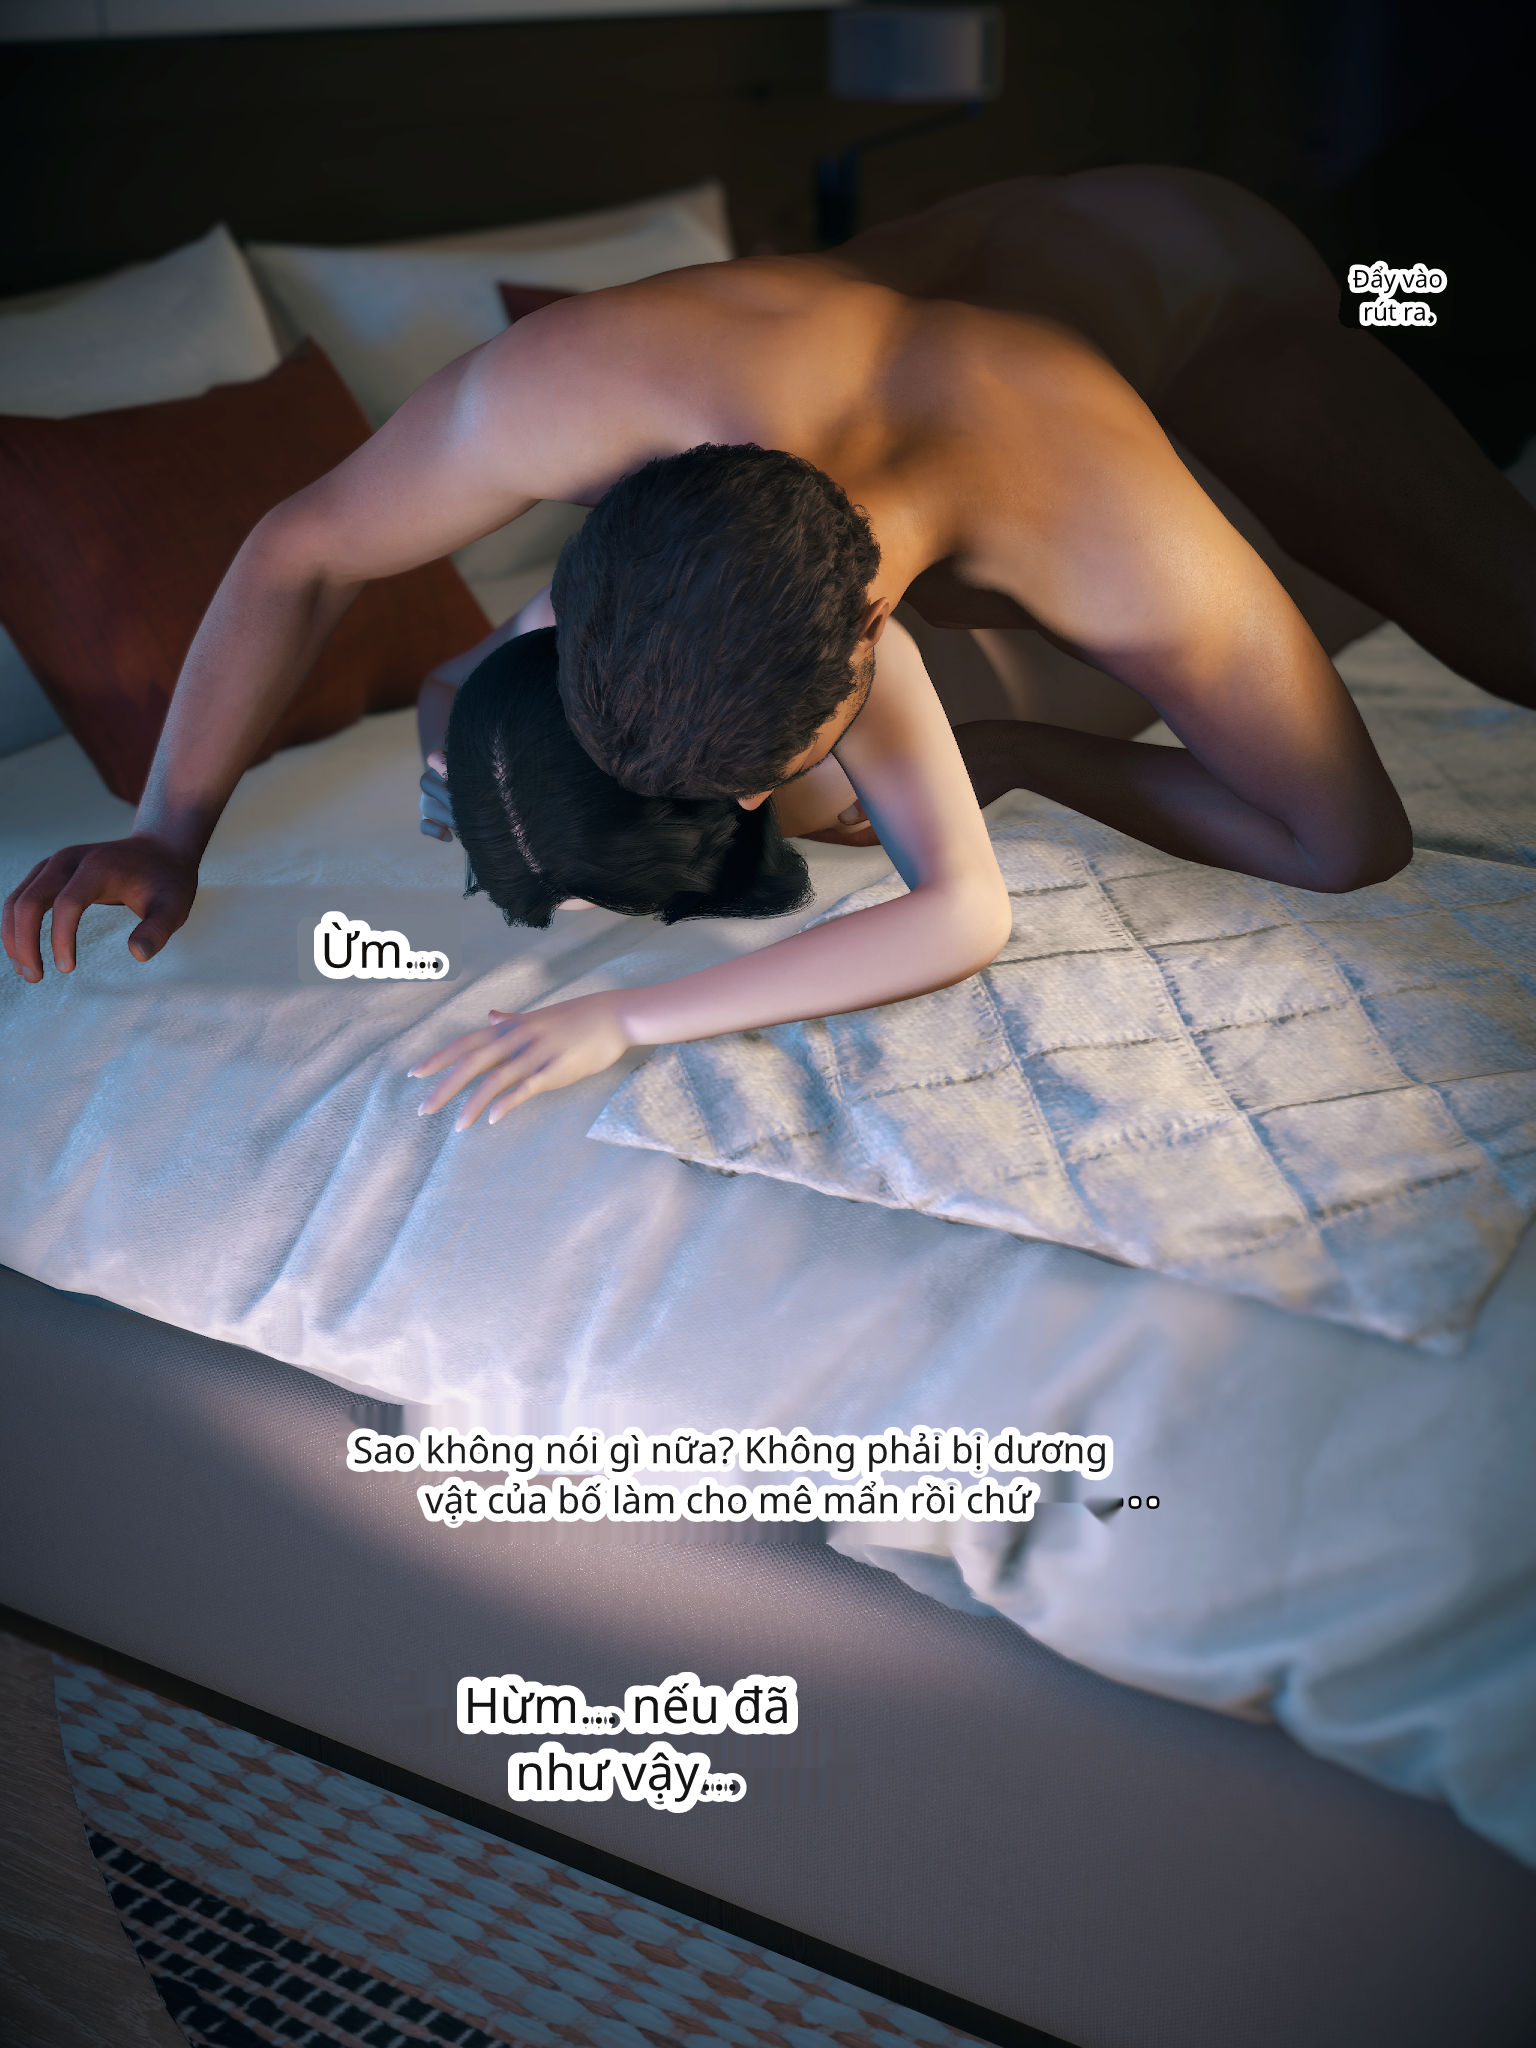 Đẩy vào
rút ra.
Ừm...
Sao không nói gì nữa? Không phải bị dương
vật của bố làm cho mê mẩn rồi chứ
Hừm... nếu đã
như vậy...